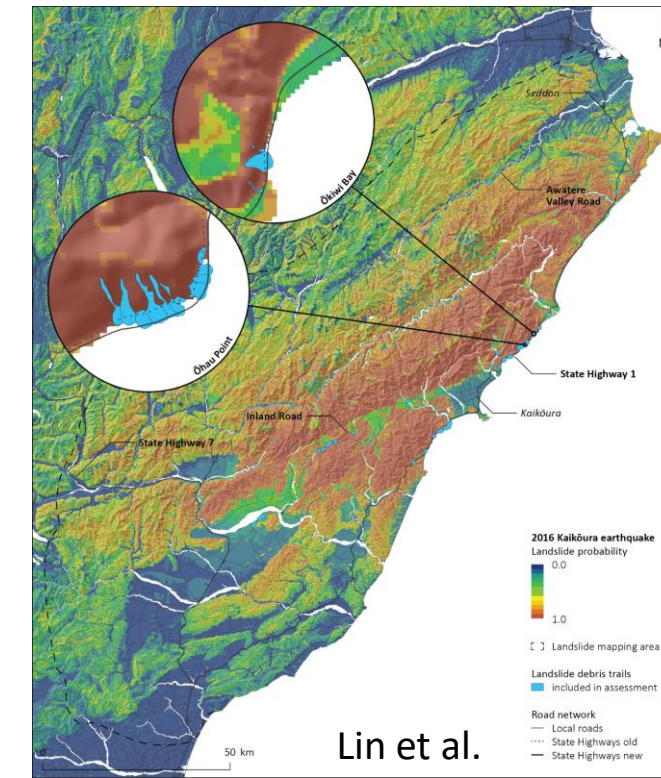 N
Seddon
Awatere
Valley Road
Ōkiwi Bay
Ōhau Point
State Highway 1
Kaikōura
Inland Road
State Highway 7
2016 Kaikōura earthquake
Landslide probability
0.0
1.0
Landslide mapping area
Landslide debris trails
included in assessment
Road network
Local roads
State Highways old
State Highways new
0
50 km
Lin et al.